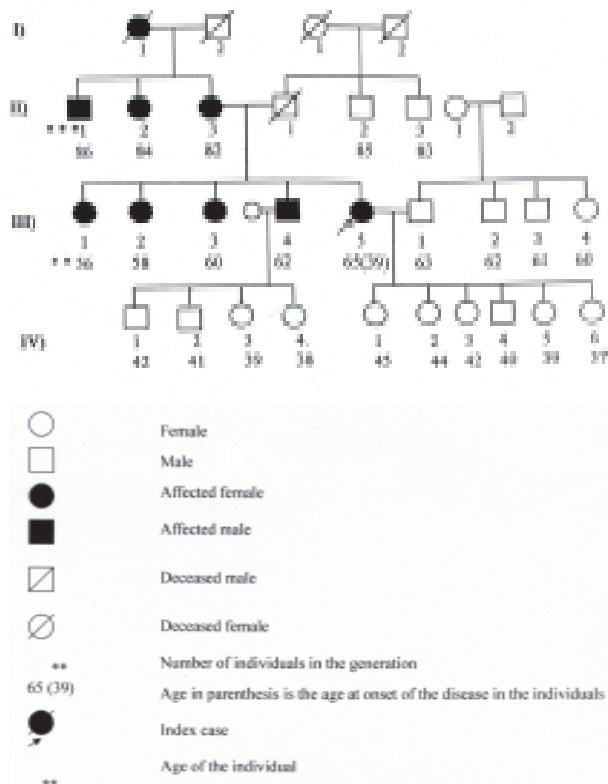 I)
1 2 1 2
II)
***1 2 3 1 2 3 1 2
86 84 82 85 83
III)
1 2 3 4 5 1 2 3 4
**56 58 60 62 65(39) 63 62 61 60
IV)
1 2 3 4 1 2 3 4 5 6
42 41 39 38 45 44 42 40 39 37
Female
Male
Affected female
Affected male
Deceased male
Deceased female
** Number of individuals in the generation
65 (39) Age in parenthesis is the age at onset of the disease in the individuals
Index case
Age of the individual
**